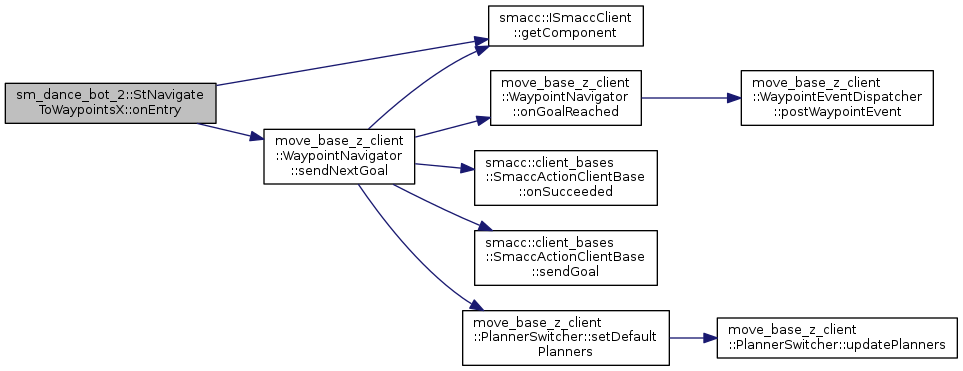 sm_dance_bot_2::StNavigate
ToWaypointsX::onEntry
smacc::ISmaccClient
::getComponent
move_base_z_client
::WaypointNavigator
::sendNextGoal
move_base_z_client
::WaypointNavigator
::onGoalReached
move_base_z_client
::WaypointEventDispatcher
::postWaypointEvent
smacc::client_bases
::SmaccActionClientBase
::onSucceeded
smacc::client_bases
::SmaccActionClientBase
::sendGoal
move_base_z_client
::PlannerSwitcher::setDefault
Planners
move_base_z_client
::PlannerSwitcher::updatePlanners